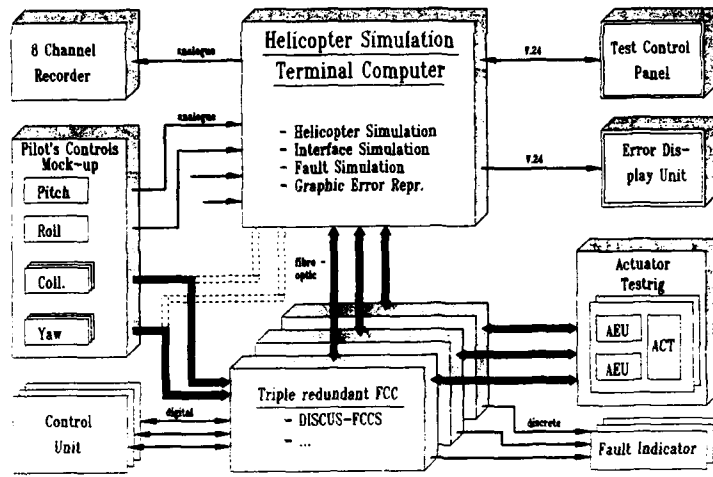 8 Channel
Recorder
analogue
Helicopter Simulation
Terminal Computer
- Helicopter Simulation
- Interface Simulation
- Fault Simulation
- Graphic Error Repr.
V.24
Test Control
Panel
V.24
Error Dis-
play Unit
Pilot's Controls
Mock-up
Pitch
Roll
Coll.
Yaw
analogue
fibre -
optic
Actuator
Testrig
AEU
AEU
ACT
Triple redundant FCC
- DISCUS-FCCS
- ...
Control
Unit
digital
discrete
Fault Indicator